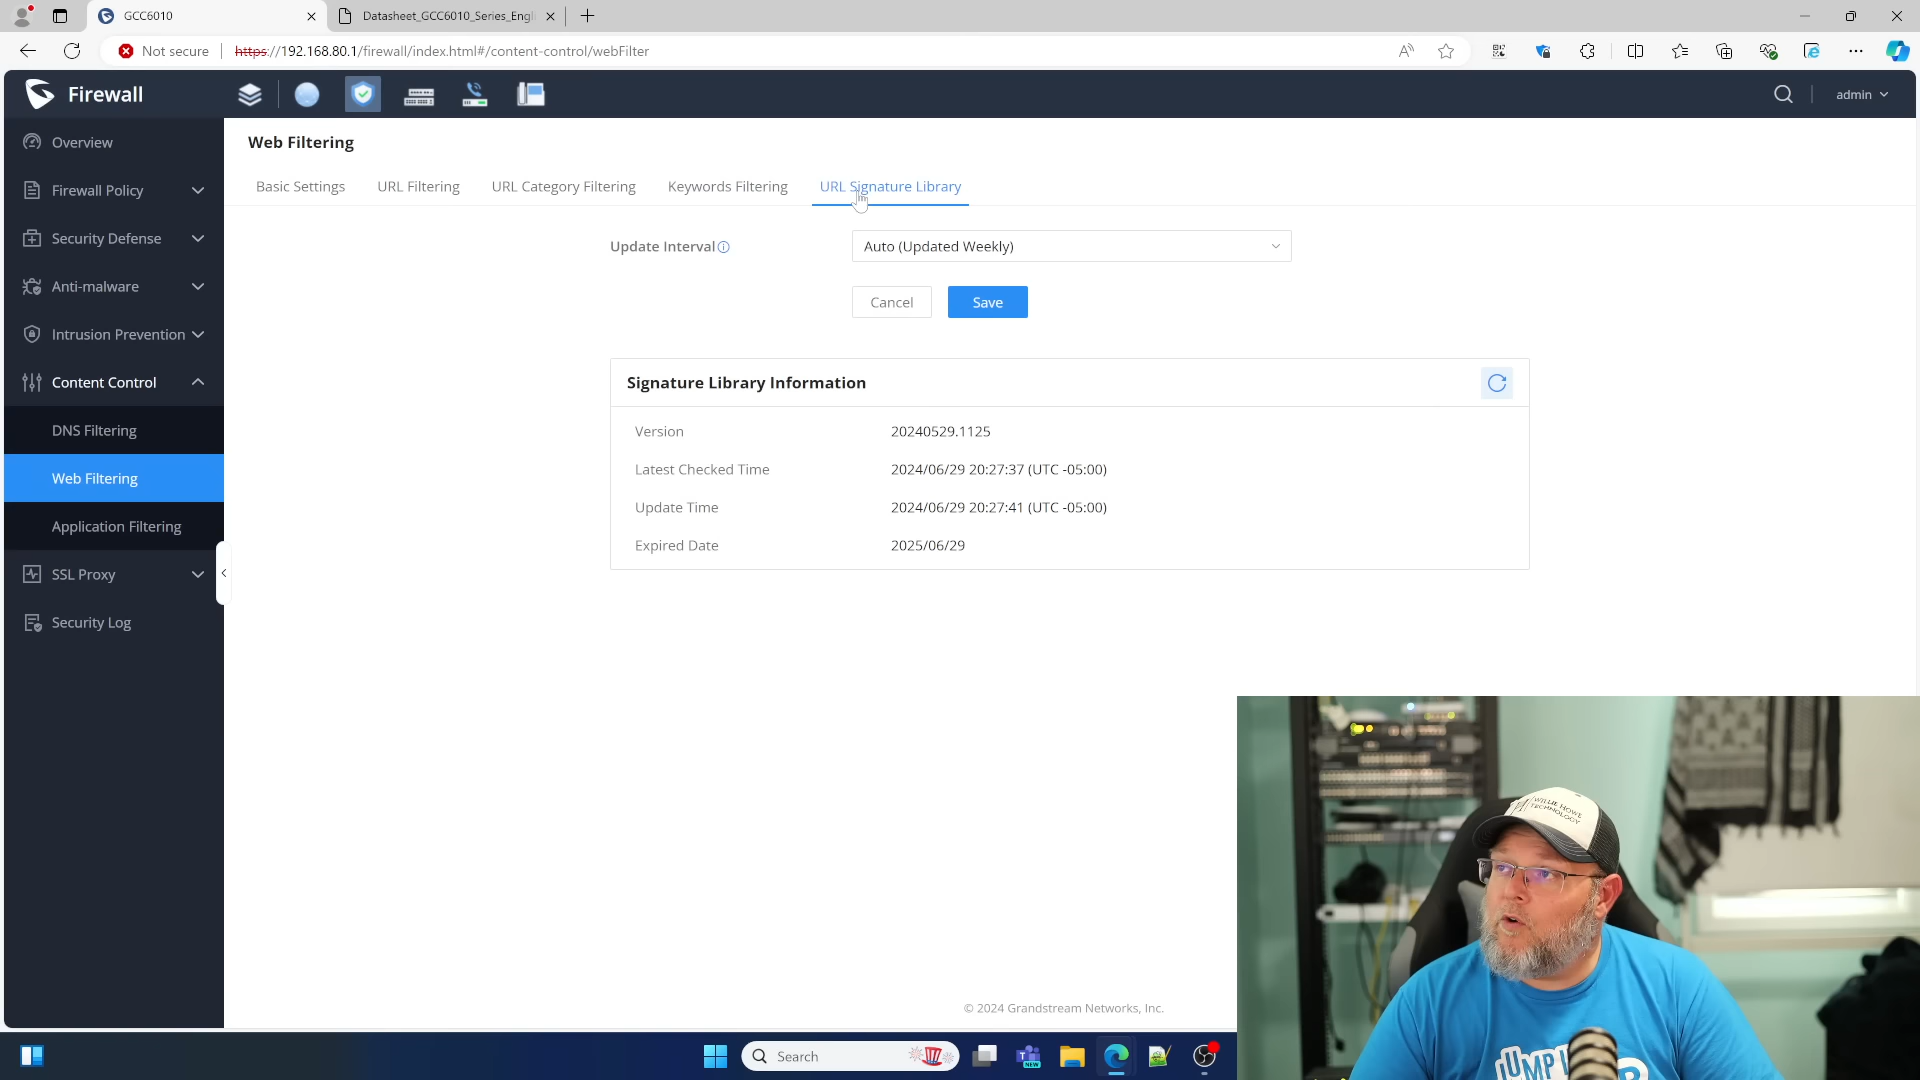 GCC6010
Datasheet_GCC6010_Series_Engli
Not secure
https://192.168.80.1/firewall/index.html#/content-control/webFilter
Firewall
admin
Overview
Firewall Policy
Security Defense
Anti-malware
Intrusion Prevention
Content Control
DNS Filtering
Web Filtering
Application Filtering
SSL Proxy
Security Log
Web Filtering
Basic Settings
URL Filtering
URL Category Filtering
Keywords Filtering
URL Signature Library
Update Interval
Auto (Updated Weekly)
Cancel
Save
Signature Library Information
Version
20240529.1125
Latest Checked Time
2024/06/29 20:27:37 (UTC -05:00)
Update Time
2024/06/29 20:27:41 (UTC -05:00)
Expired Date
2025/06/29
© 2024 Grandstream Networks, Inc.
WILLIE HOWE
TECHNOLOGY
Search
NEW